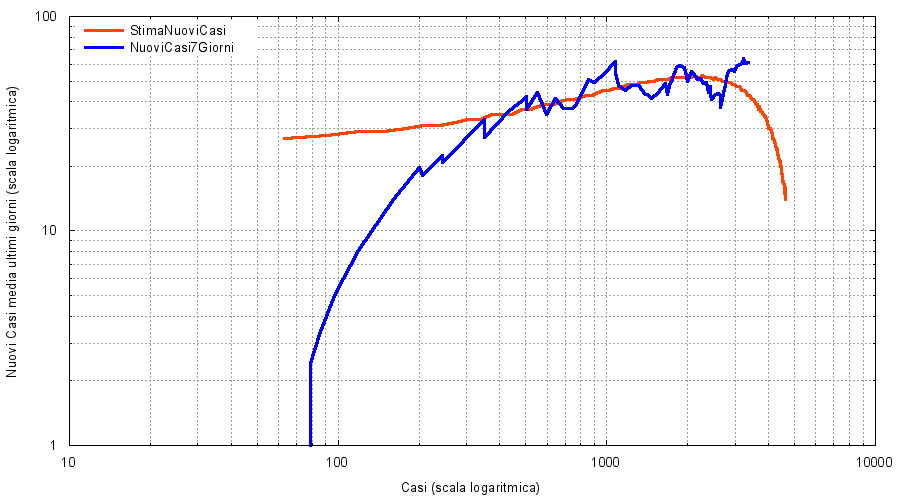 100
StimaNuoviCasi
NuoviCasi7Giorni
Nuovi Casi media ultimi giorni (scala logaritmica)
10
1
10
100
1000
10000
Casi (scala logaritmica)